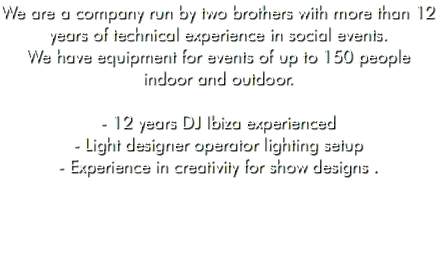 We are a company run by two brothers with more than 12
years of technical experience in social events.
We have equipment for events of up to 150 people
indoor and outdoor.
- 12 years DJ Ibiza experienced
- Light designer operator lighting setup
- Experience in creativity for show designs .